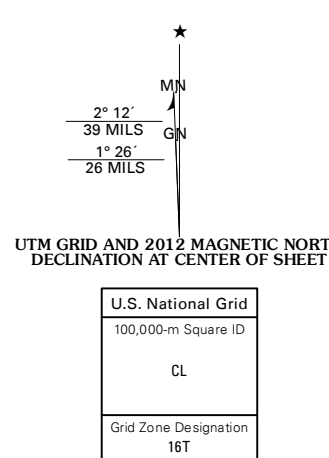 ★
MN
2° 12´
39 MILS
GN
1° 26´
26 MILS
UTM GRID AND 2012 MAGNETIC NORT
DECLINATION AT CENTER OF SHEET
U.S. National Grid
100,000-m Square ID
CL
Grid Zone Designation
16T